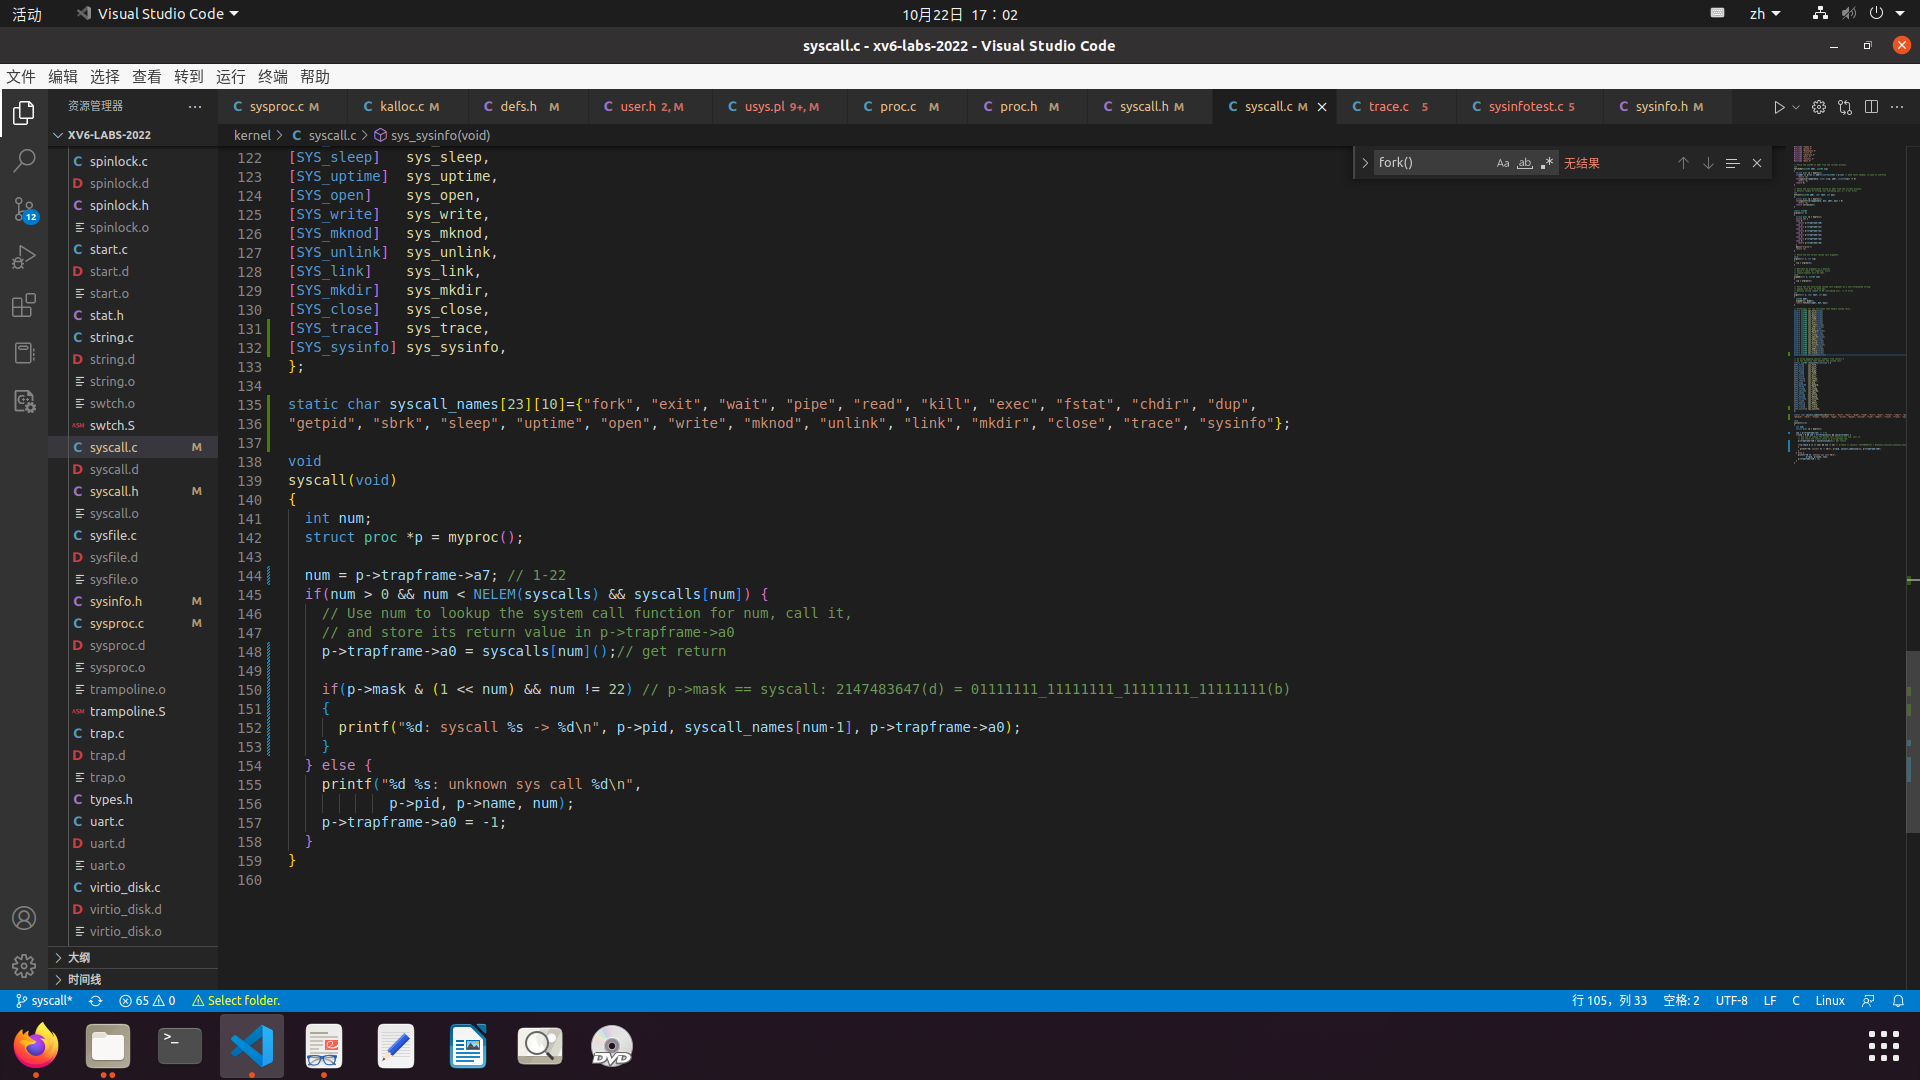 活动
Visual Studio Code
10月22日 17：02
zh
syscall.c - xv6-labs-2022 - Visual Studio Code
文件 编辑 选择 查看 转到 运行 终端 帮助
资源管理器
C sysproc.c M
C kalloc.c M
C defs.h M
C user.h 2, M
C usys.pl 9+, M
C proc.c M
C proc.h M
C syscall.h M
C syscall.c M
C trace.c 5
C sysinfotest.c 5
C sysinfo.h M
XV6-LABS-2022
kernel > C syscall.c > sys_sysinfo(void)
fork()
Aa ab, .*
无结果
C spinlock.c
D spinlock.d
C spinlock.h
spinlock.o
C start.c
D start.d
start.o
C stat.h
C string.c
D string.d
string.o
swtch.o
ASM swtch.S
C syscall.c M
D syscall.d
C syscall.h M
syscall.o
C sysfile.c
D sysfile.d
sysfile.o
C sysinfo.h M
C sysproc.c M
D sysproc.d
sysproc.o
trampoline.o
ASM trampoline.S
C trap.c
D trap.d
trap.o
C types.h
C uart.c
D uart.d
uart.o
C virtio_disk.c
D virtio_disk.d
virtio_disk.o
大纲
时间线
12
122 [SYS_sleep]   sys_sleep,
123 [SYS_uptime]  sys_uptime,
124 [SYS_open]    sys_open,
125 [SYS_write]   sys_write,
126 [SYS_mknod]   sys_mknod,
127 [SYS_unlink]  sys_unlink,
128 [SYS_link]    sys_link,
129 [SYS_mkdir]   sys_mkdir,
130 [SYS_close]   sys_close,
131 [SYS_trace]   sys_trace,
132 [SYS_sysinfo] sys_sysinfo,
133 };
134
135 static char syscall_names[23][10]={"fork", "exit", "wait", "pipe", "read", "kill", "exec", "fstat", "chdir", "dup",
136 "getpid", "sbrk", "sleep", "uptime", "open", "write", "mknod", "unlink", "link", "mkdir", "close", "trace", "sysinfo"};
137
138 void
139 syscall(void)
140 {
141   int num;
142   struct proc *p = myproc();
143
144   num = p->trapframe->a7; // 1-22
145   if(num > 0 && num < NELEM(syscalls) && syscalls[num]) {
146     // Use num to lookup the system call function for num, call it,
147     // and store its return value in p->trapframe->a0
148     p->trapframe->a0 = syscalls[num]();// get return
149
150     if(p->mask & (1 << num) && num != 22) // p->mask == syscall: 2147483647(d) = 01111111_11111111_11111111_11111111(b)
151     {
152       printf("%d: syscall %s -> %d\n", p->pid, syscall_names[num-1], p->trapframe->a0);
153     }
154   } else {
155     printf("%d %s: unknown sys call %d\n",
156             p->pid, p->name, num);
157     p->trapframe->a0 = -1;
158   }
159 }
160
syscall* 65 0 Select folder.
行 105，列 33 空格: 2 UTF-8 LF C Linux
>_
DVD